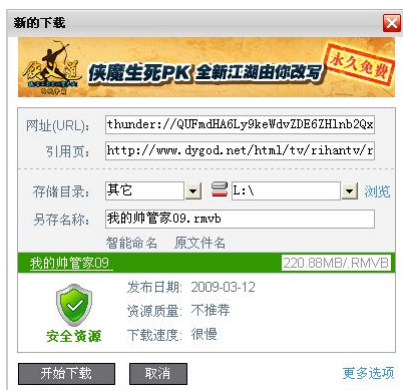 新的下载
侠魔生死PK 全新江湖由你改写 永久免费
网址(URL): thunder://QUFmdHA6Ly9keWdvZDE6ZHlnb2Qx
引用页: http://www.dygod.net/html/tv/rihantv/r
存储目录: 其它 L:\ 浏览
另存名称: 我的帅管家09.rmvb
智能命名 原文件名
我的帅管家09 220.88MB/.RMVB
发布日期: 2009-03-12
资源质量: 不推荐
安全资源 下载速度: 很慢
开始下载 取消 更多选项